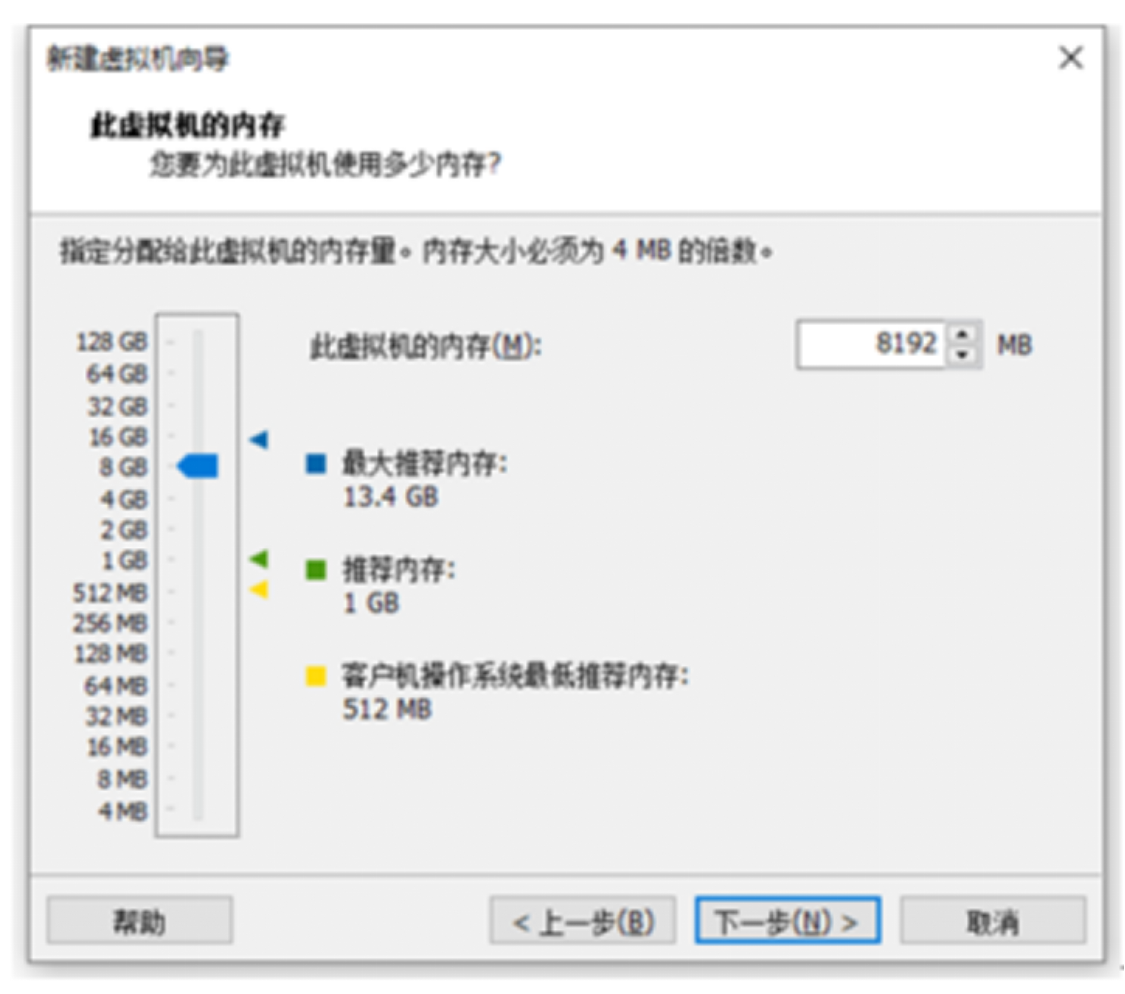 新建虚拟机向导
此虚拟机的内存
您要为此虚拟机使用多少内存?
指定分配给此虚拟机的内存量。内存大小必须为 4 MB 的倍数。
128 GB
64 GB
32 GB
16 GB
8 GB
4 GB
2 GB
1 GB
512 MB
256 MB
128 MB
64 MB
32 MB
16 MB
8 MB
4 MB
此虚拟机的内存(M): 8192 MB
最大推荐内存:
13.4 GB
推荐内存:
1 GB
客户机操作系统最低推荐内存:
512 MB
帮助 < 上一步(B) 下一步(N) > 取消